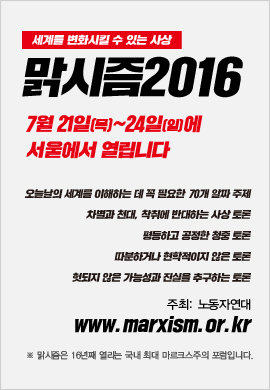 세계를 변화시킬 수 있는 사상
맑시즘2016
7월 21일(목)~24일(일)에
서울에서 열립니다
오늘날의 세계를 이해하는 데 꼭 필요한 70개 알짜 주제
차별과 천대, 착취에 반대하는 사상 토론
평등하고 공정한 청중 토론
따분하거나 현학적이지 않은 토론
헛되지 않은 가능성과 진실를 추구하는 토론
주최: 노동자연대
www.marxism.or.kr
※ 맑시즘은 16년째 열리는 국내 최대 마르크스주의 포럼입니다.